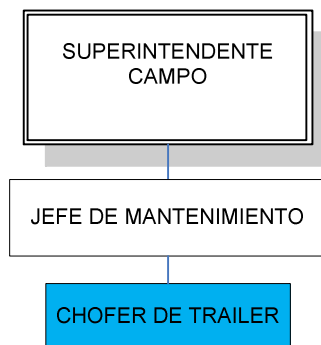 SUPERINTENDENTE
CAMPO
JEFE DE MANTENIMIENTO
CHOFER DE TRAILER